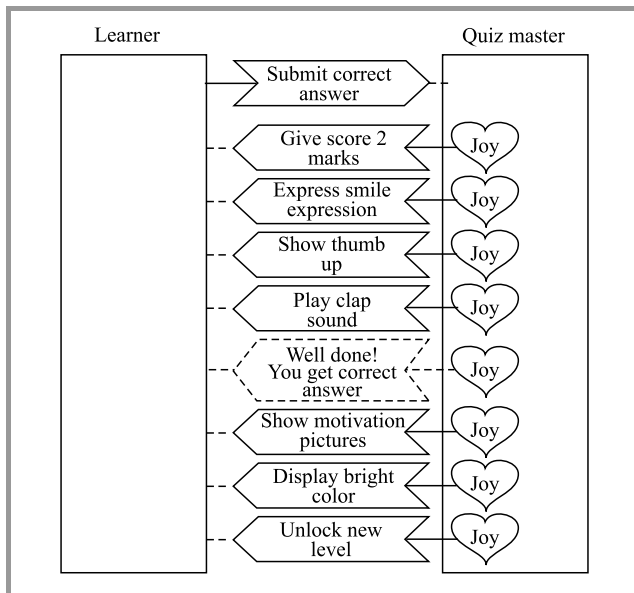 Learner
Quiz master
Submit correct
answer
Give score 2
marks
Joy
Express smile
expression
Joy
Show thumb
up
Joy
Play clap
sound
Joy
Well done!
You get correct
answer
Joy
Show motivation
pictures
Joy
Display bright
color
Joy
Unlock new
level
Joy